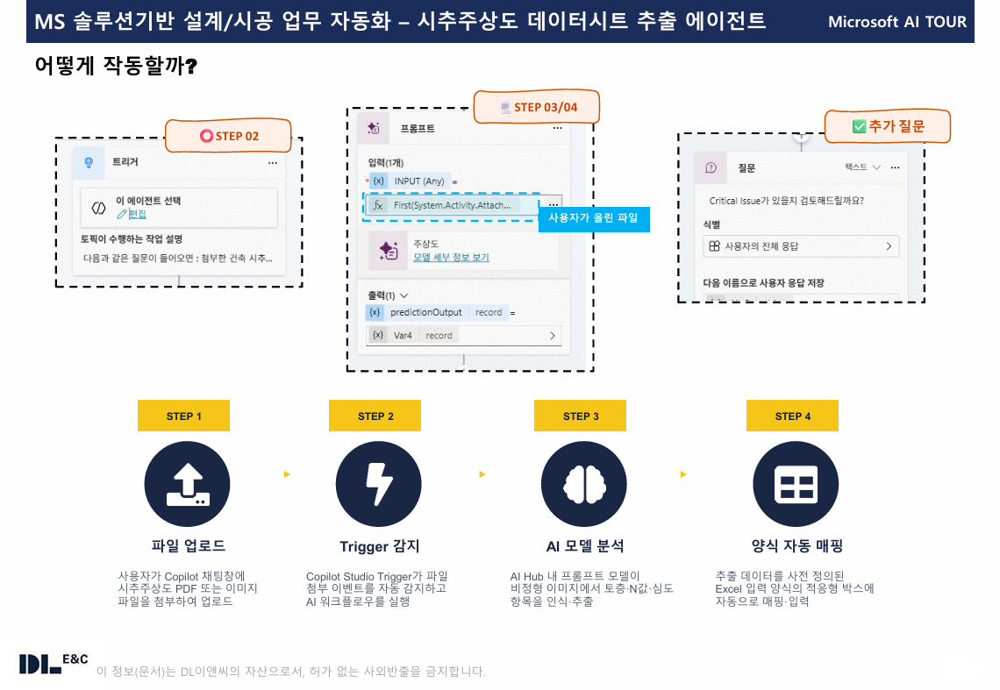 MS 솔루션기반 설계/시공 업무 자동화 – 시추주상도 데이터시트 추출 에이전트
Microsoft AI TOUR
어떻게 작동할까?
STEP 02
트리거
이 에이전트 선택
편집
토픽이 수행하는 작업 설명
다음과 같은 질문이 들어오면 : 첨부한 건축 시추...
STEP 03/04
프롬프트
입력(1개)
* {x} INPUT (Any) =
fx First(System.Activity.Attach...
사용자가 올린 파일
주상도
모델 세부 정보 보기
출력(1)
{x} predictionOutput record =
{x} Var4 record
추가 질문
질문
텍스트
Critical Issue가 있을지 검토해드릴까요?
식별
사용자의 전체 응답
다음 이름으로 사용자 응답 저장
STEP 1
STEP 2
STEP 3
STEP 4
파일 업로드
Trigger 감지
AI 모델 분석
양식 자동 매핑
사용자가 Copilot 채팅창에
시추주상도 PDF 또는 이미지
파일을 첨부하여 업로드
Copilot Studio Trigger가 파일
첨부 이벤트를 자동 감지하고
AI 워크플로우를 실행
AI Hub 내 프롬프트 모델이
비정형 이미지에서 토층·N값·심도
항목을 인식·추출
추출 데이터를 사전 정의된
Excel 입력 양식의 적응형 박스에
자동으로 매핑·입력
DL E&C
이 정보(문서)는 DL이앤씨의 자산으로서, 허가 없는 사외반출을 금지합니다.